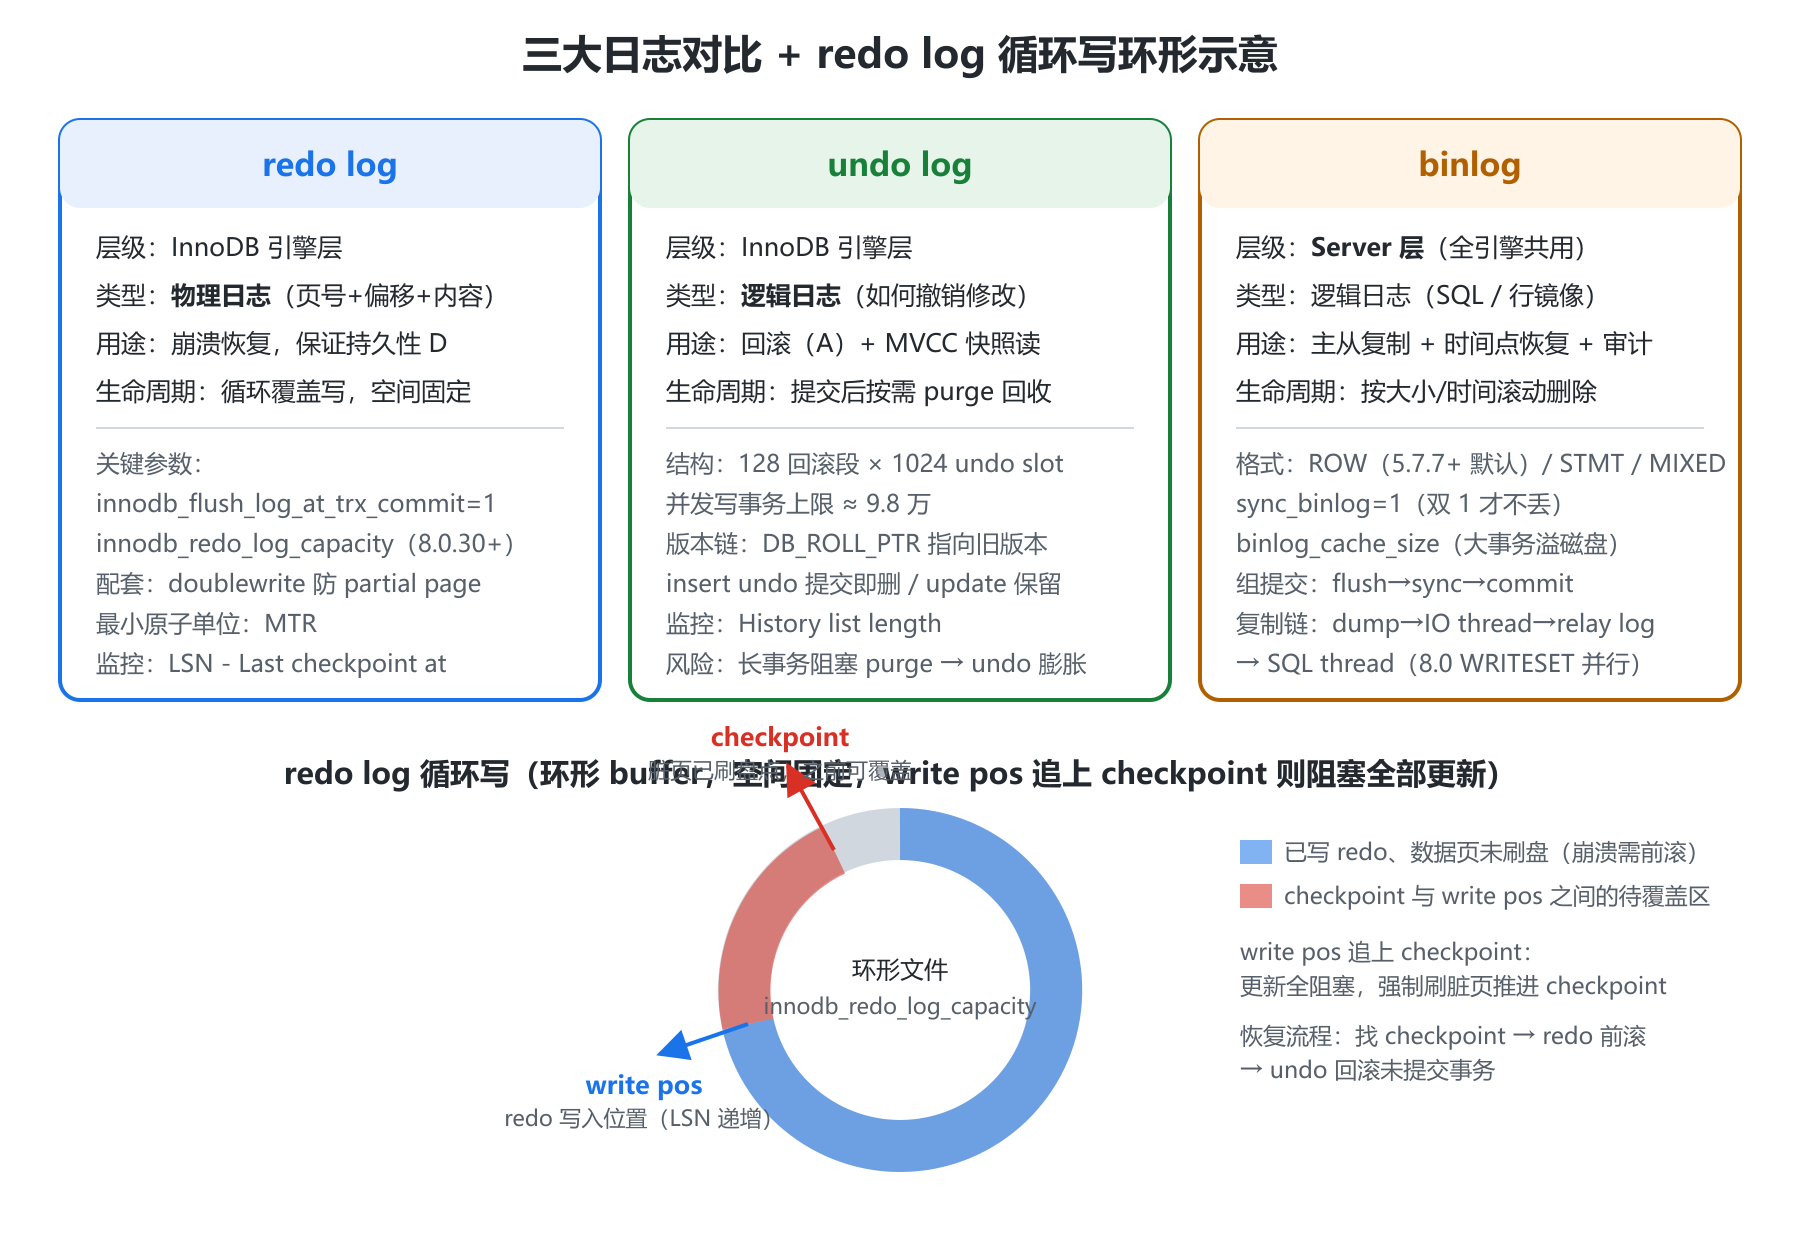 三大日志对比 + redo log 循环写环形示意
redo log
层级：InnoDB 引擎层
类型：物理日志（页号+偏移+内容）
用途：崩溃恢复，保证持久性 D
生命周期：循环覆盖写，空间固定
关键参数：
innodb_flush_log_at_trx_commit=1
innodb_redo_log_capacity（8.0.30+）
配套：doublewrite 防 partial page
最小原子单位：MTR
监控：LSN - Last checkpoint at
undo log
层级：InnoDB 引擎层
类型：逻辑日志（如何撤销修改）
用途：回滚（A）+ MVCC 快照读
生命周期：提交后按需 purge 回收
结构：128 回滚段 × 1024 undo slot
并发写事务上限 ≈ 9.8 万
版本链：DB_ROLL_PTR 指向旧版本
insert undo 提交即删 / update 保留
监控：History list length
风险：长事务阻塞 purge → undo 膨胀
binlog
层级：Server 层（全引擎共用）
类型：逻辑日志（SQL / 行镜像）
用途：主从复制 + 时间点恢复 + 审计
生命周期：按大小/时间滚动删除
格式：ROW（5.7.7+ 默认）/ STMT / MIXED
sync_binlog=1（双 1 才不丢）
binlog_cache_size（大事务溢磁盘）
组提交：flush→sync→commit
复制链：dump→IO thread→relay log
→ SQL thread（8.0 WRITESET 并行）
checkpoint
redo log 循环写（环形 buffer，空间固定，write pos 追上 checkpoint 则阻塞全部更新）
脏页已刷盘 前可覆盖
环形文件
innodb_redo_log_capacity
write pos
redo 写入位置（LSN 递增）
已写 redo、数据页未刷盘（崩溃需前滚）
checkpoint 与 write pos 之间的待覆盖区
write pos 追上 checkpoint：
更新全阻塞，强制刷脏页推进 checkpoint
恢复流程：找 checkpoint → redo 前滚
→ undo 回滚未提交事务